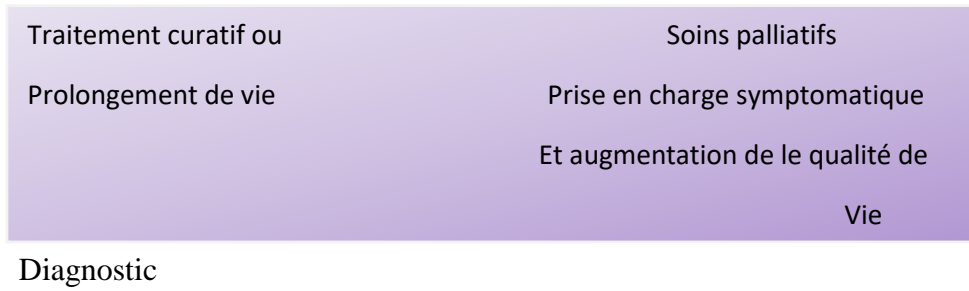 Traitement curatif ou
Prolongement de vie
Soins palliatifs
Prise en charge symptomatique
Et augmentation de le qualité de
Vie
Diagnostic